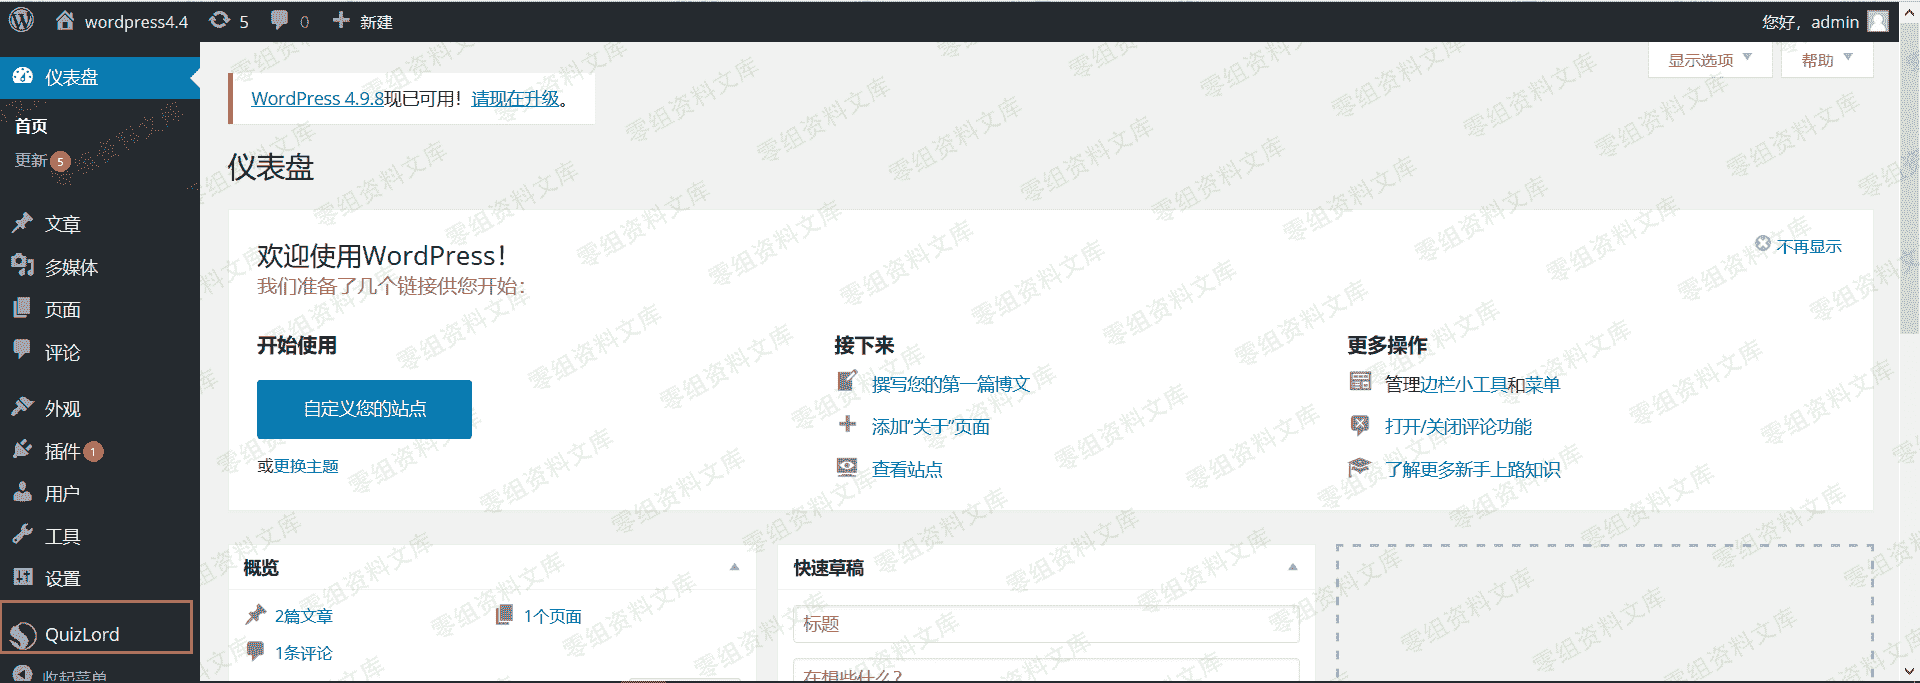 wordpress4.4 5 0 新建 您好，admin
仪表盘
首页
更新 5
文章
多媒体
页面
评论
外观
插件 1
用户
工具
设置
QuizLord
收起菜单
显示选项 帮助
WordPress 4.9.8现已可用！请现在升级。
仪表盘
欢迎使用WordPress！
不再显示
我们准备了几个链接供您开始：
开始使用
自定义您的站点
或更换主题
接下来
撰写您的第一篇博文
添加“关于”页面
查看站点
更多操作
管理边栏小工具和菜单
打开/关闭评论功能
了解更多新手上路知识
概览
2篇文章 1个页面
1条评论
快速草稿
标题
在想些什么？
零组资料文库